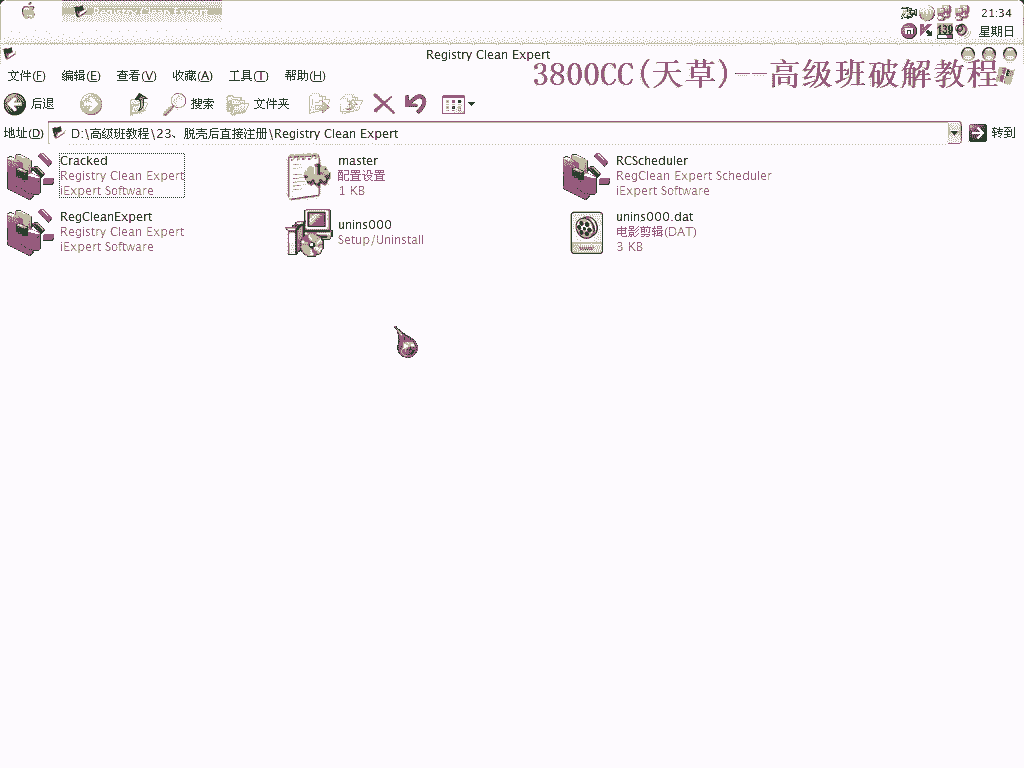 Registry Clean Expert
21:34
星期日
Registry Clean Expert
3800CC(天草)--高级班破解教程
文件(F) 编辑(E) 查看(V) 收藏(A) 工具(T) 帮助(H)
后退 搜索 文件夹
地址(D) D:\高级班教程\23、脱壳后直接注册\Registry Clean Expert 转到
Cracked
Registry Clean Expert
iExpert Software
master
配置设置
1 KB
RCScheduler
RegClean Expert Scheduler
iExpert Software
RegCleanExpert
Registry Clean Expert
iExpert Software
unins000
Setup/Uninstall
unins000.dat
电影剪辑(DAT)
3 KB